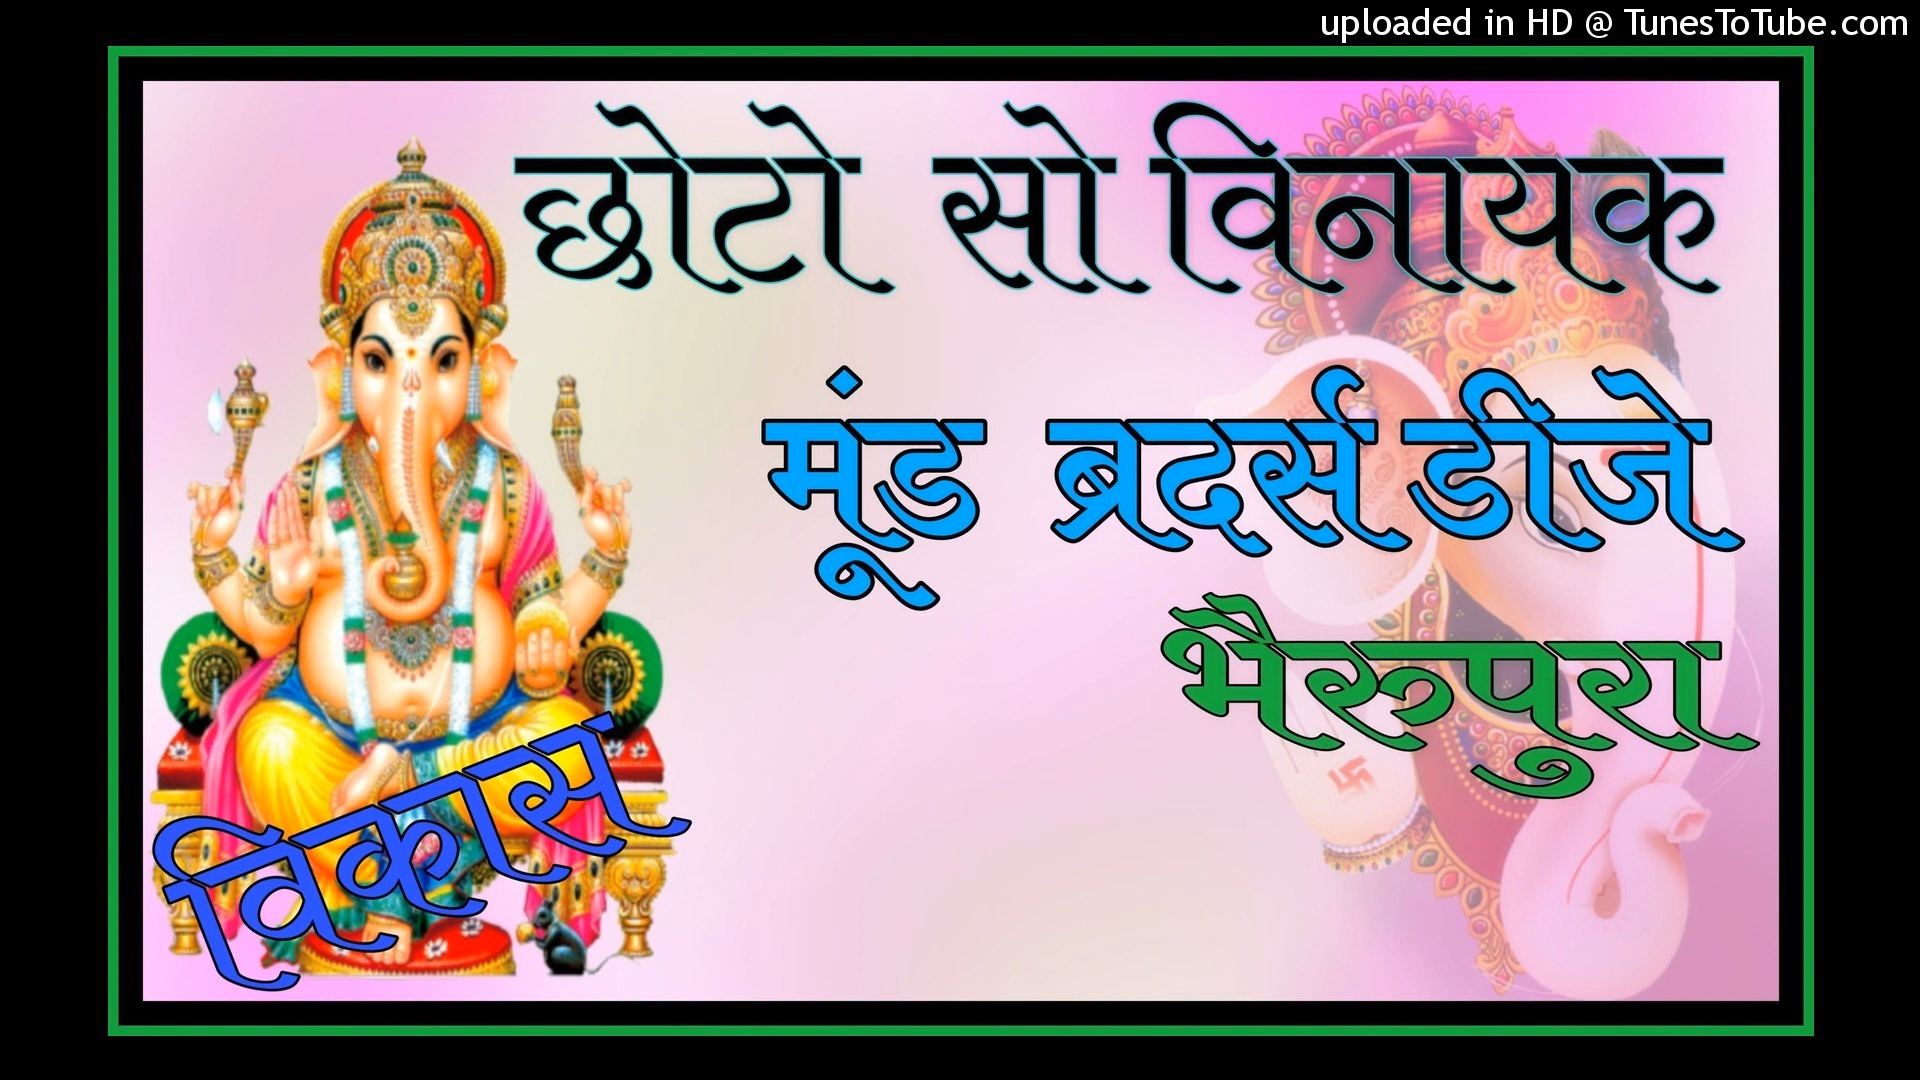 uploaded in HD @ TunesToTube.com
छोटो सो विनायक
मूंड ब्रदर्स डींजे
भैरुपुरा
विकास